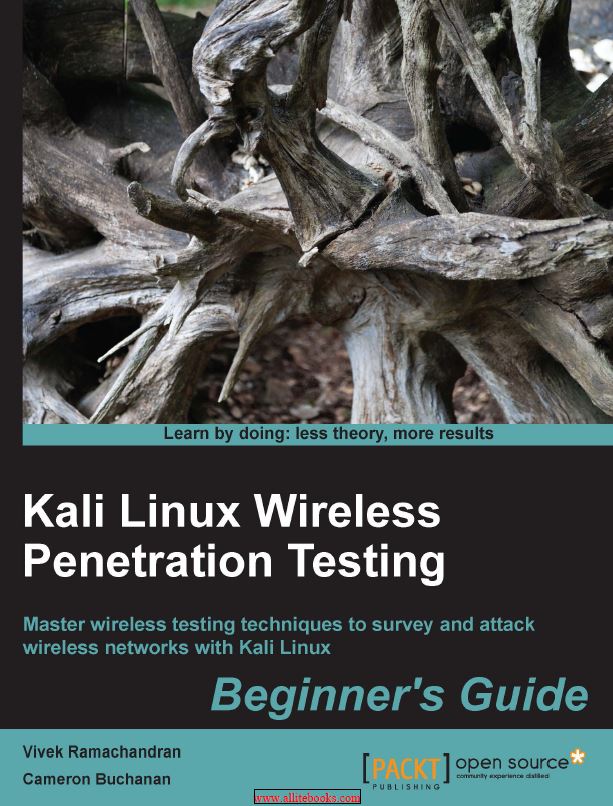 Learn by doing: less theory, more results
Kali Linux Wireless
Penetration Testing
Master wireless testing techniques to survey and attack
wireless networks with Kali Linux
Beginner's Guide
Vivek Ramachandran
Cameron Buchanan
[PACKT] open source*
PUBLISHING community experience distilled
www.allitebooks.com